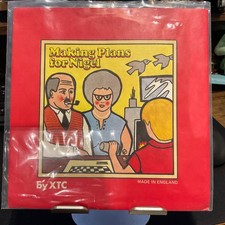 Making Plans
for Nigel
By XTC
MADE IN ENGLAND